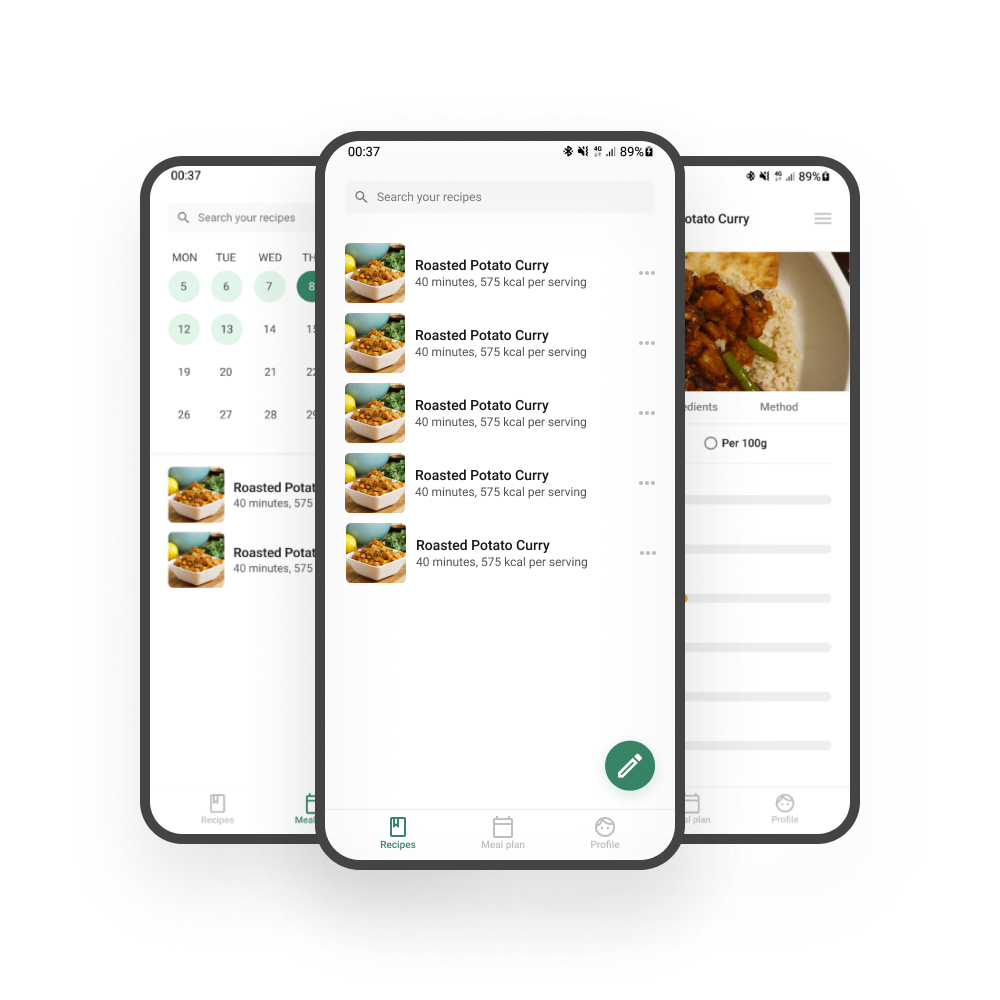 00:37
Search your recipes
MON TUE WED TH
5 6 7 8
12 13 14 15
19 20 21 22
26 27 28 29
Roasted Potat
40 minutes, 575
Roasted Potat
40 minutes, 575
Recipes Meal
00:37 4G 89%
Search your recipes
Roasted Potato Curry
40 minutes, 575 kcal per serving
Roasted Potato Curry
40 minutes, 575 kcal per serving
Roasted Potato Curry
40 minutes, 575 kcal per serving
Roasted Potato Curry
40 minutes, 575 kcal per serving
Roasted Potato Curry
40 minutes, 575 kcal per serving
Recipes Meal plan Profile
4G 89%
otato Curry
edients Method
Per 100g
al plan Profile